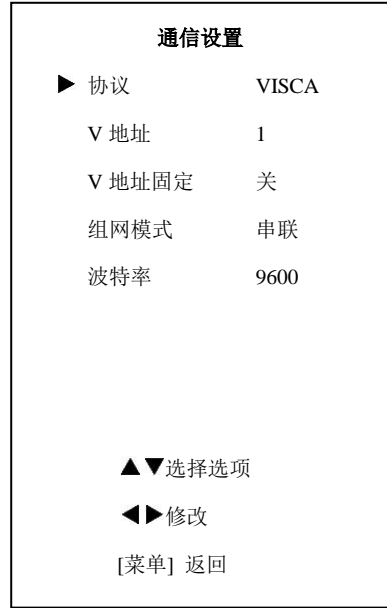 通信设置
▶ 协议 VISCA
V 地址 1
V 地址固定 关
组网模式 串联
波特率 9600
▲▼选择选项
◀▶修改
[菜单] 返回